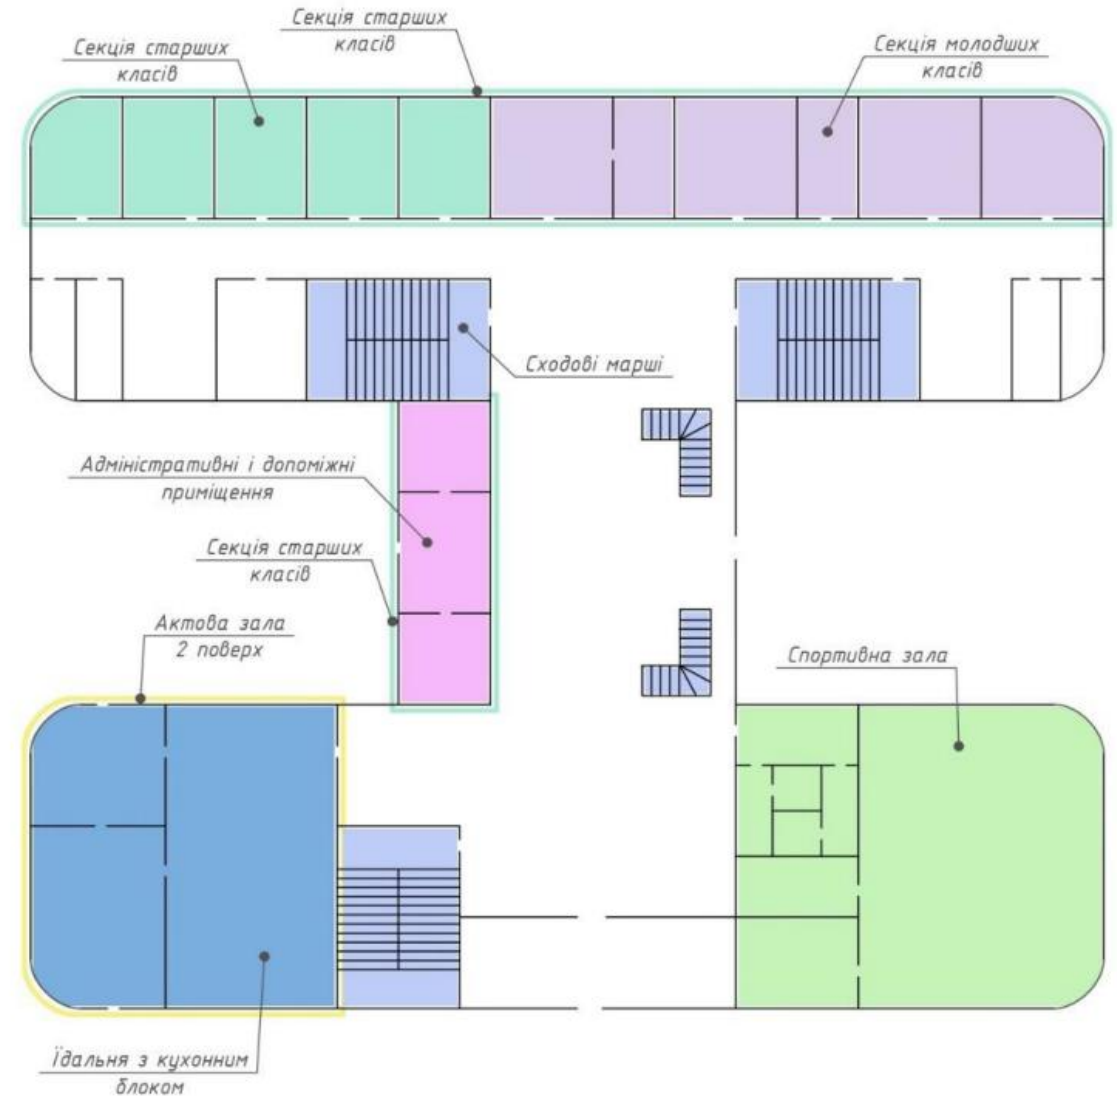 Секція старших
класів
Секція старших
класів
Секція молодших
класів
Сходові марші
Адміністративні і допоміжні
приміщення
Секція старших
класів
Актова зала
2 поверх
Спортивна зала
Їдальня з кухонним
блоком